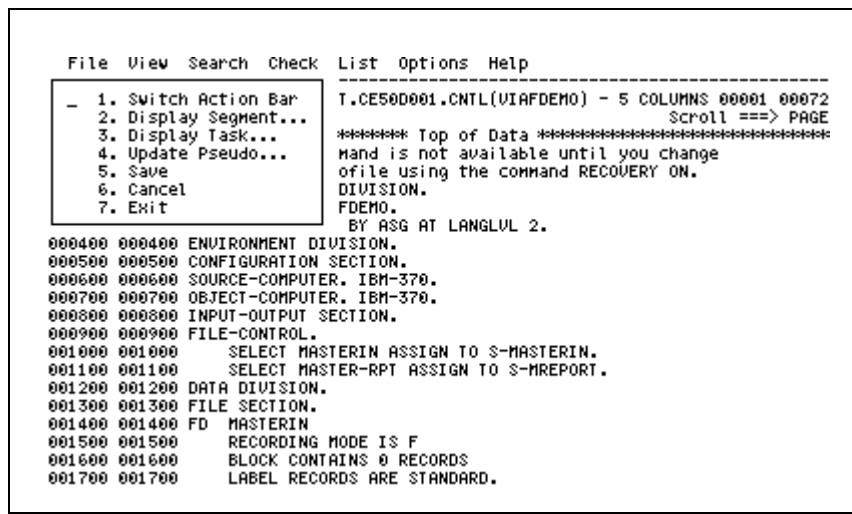 File View Search Check List Options Help
-------------------------------------------------
_ 1. Switch Action Bar T.CE50D001.CNTL(VIAFDEMO) - 5 COLUMNS 00001 00072
2. Display Segment... Scroll ===> PAGE
3. Display Task... ******* Top of Data *****************************
4. Update Pseudo... mand is not available until you change
5. Save ofile using the command RECOVERY ON.
6. Cancel DIVISION.
7. Exit FDEMO.
BY ASG AT LANGLVL 2.
000400 000400 ENVIRONMENT DIVISION.
000500 000500 CONFIGURATION SECTION.
000600 000600 SOURCE-COMPUTER. IBM-370.
000700 000700 OBJECT-COMPUTER. IBM-370.
000800 000800 INPUT-OUTPUT SECTION.
000900 000900 FILE-CONTROL.
001000 001000 SELECT MASTERIN ASSIGN TO S-MASTERIN.
001100 001100 SELECT MASTER-RPT ASSIGN TO S-MREPORT.
001200 001200 DATA DIVISION.
001300 001300 FILE SECTION.
001400 001400 FD MASTERIN
001500 001500 RECORDING MODE IS F
001600 001600 BLOCK CONTAINS 0 RECORDS
001700 001700 LABEL RECORDS ARE STANDARD.